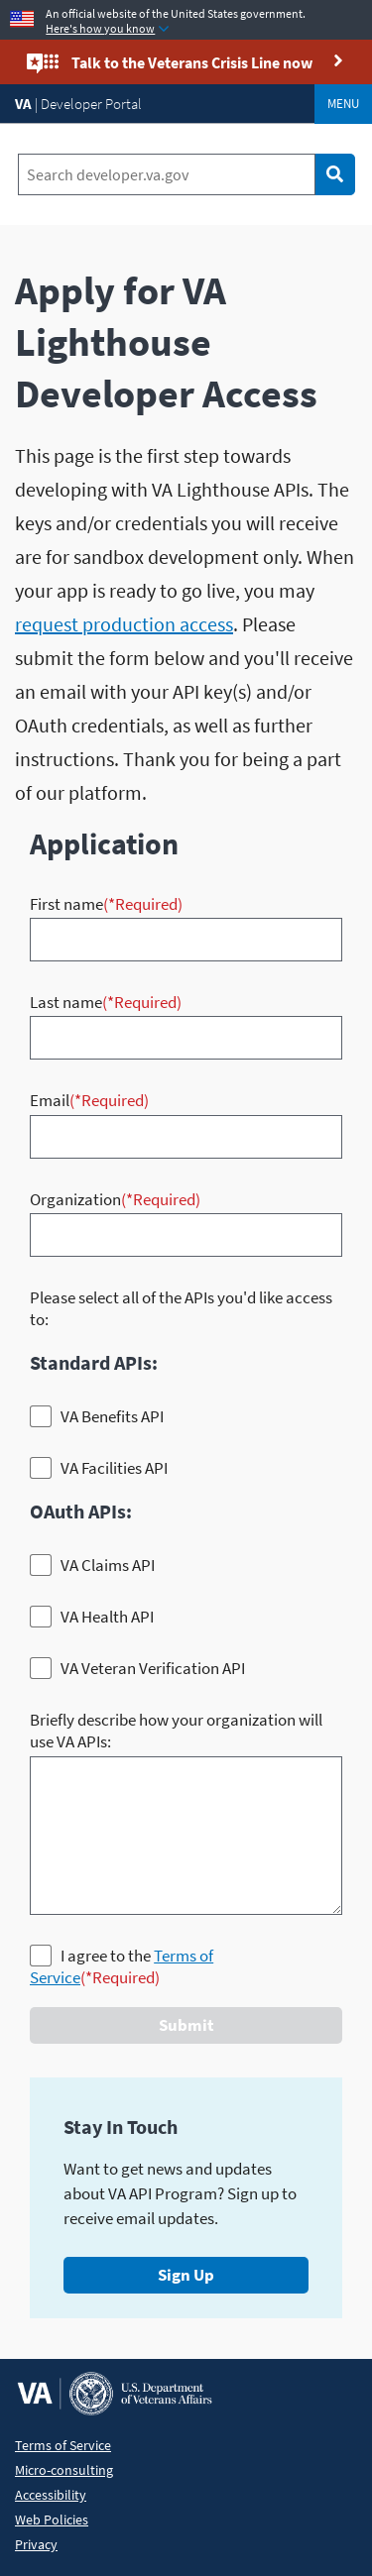 An official website of the United States government.
Here's how you know
Talk to the Veterans Crisis Line now
VA | Developer Portal
MENU
Search developer.va.gov
Apply for VA
Lighthouse
Developer Access
This page is the first step towards
developing with VA Lighthouse APIs. The
keys and/or credentials you will receive
are for sandbox development only. When
your app is ready to go live, you may
request production access. Please
submit the form below and you'll receive
an email with your API key(s) and/or
OAuth credentials, as well as further
instructions. Thank you for being a part
of our platform.
Application
First name(*Required)
Last name(*Required)
Email(*Required)
Organization(*Required)
Please select all of the APIs you'd like access
to:
Standard APIs:
VA Benefits API
VA Facilities API
OAuth APIs:
VA Claims API
VA Health API
VA Veteran Verification API
Briefly describe how your organization will
use VA APIs:
I agree to the Terms of
Service(*Required)
Submit
Stay In Touch
Want to get news and updates
about VA API Program? Sign up to
receive email updates.
Sign Up
VA | U.S. Department
of Veterans Affairs
Terms of Service
Micro-consulting
Accessibility
Web Policies
Privacy